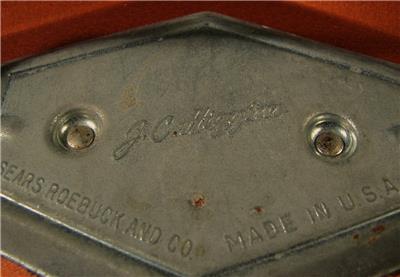 J.C. Higgins
SEARS, ROEBUCK AND CO. MADE IN U.S.A.